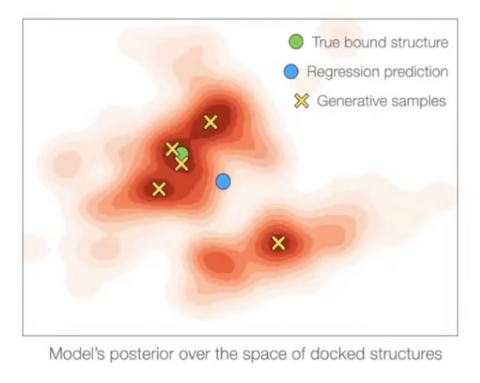 True bound structure
Regression prediction
Generative samples
Model's posterior over the space of docked structures